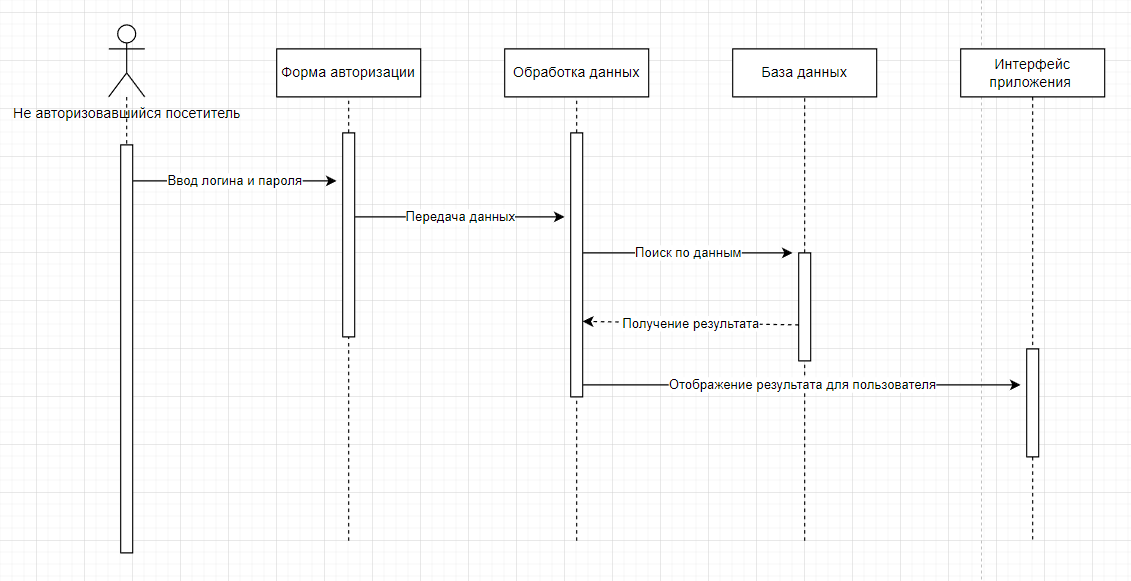 Не авторизовавшийся посетитель
Форма авторизации
Обработка данных
База данных
Интерфейс
приложения
Ввод логина и пароля
Передача данных
Поиск по данным
Получение результата
Отображение результата для пользователя